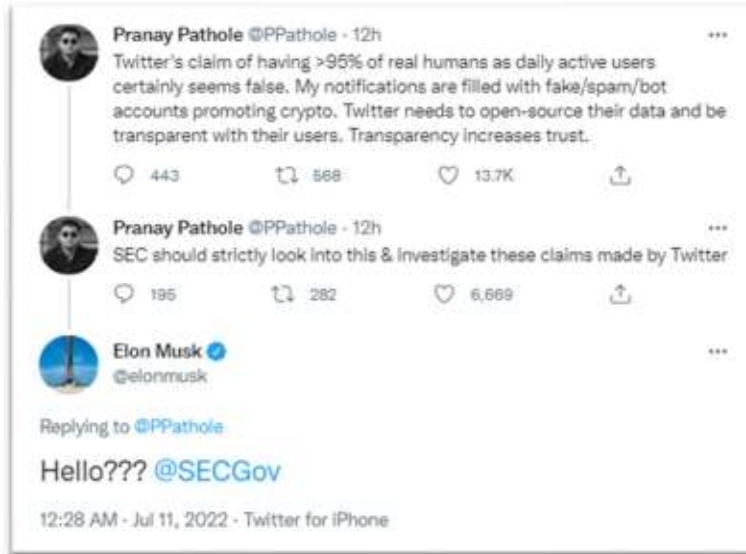 Pranay Pathole @PPathole · 12h
Twitter's claim of having >95% of real humans as daily active users
certainly seems false. My notifications are filled with fake/spam/bot
accounts promoting crypto. Twitter needs to open-source their data and be
transparent with their users. Transparency increases trust.
443 568 13.7K
Pranay Pathole @PPathole · 12h
SEC should strictly look into this & investigate these claims made by Twitter
195 282 6,669
Elon Musk
@elonmusk
Replying to @PPathole
Hello??? @SECGov
12:28 AM · Jul 11, 2022 · Twitter for iPhone